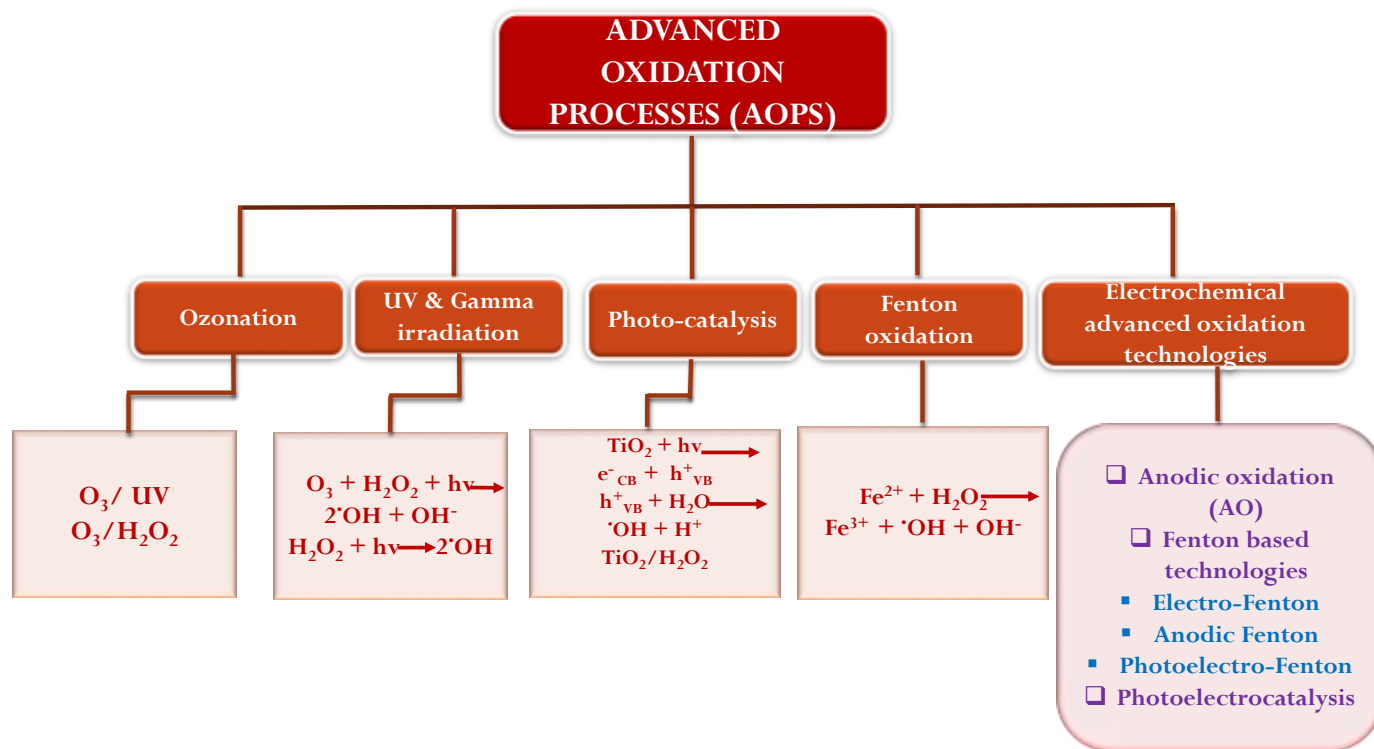 ADVANCED
OXIDATION
PROCESSES (AOPS)
Ozonation
UV & Gamma
irradiation
Photo-catalysis
Fenton
oxidation
Electrochemical
advanced oxidation
technologies
O₃/ UV
O₃/H₂O₂
O₃ + H₂O₂ + hv→
2•OH + OH⁻
H₂O₂ + hv→2•OH
TiO₂ + hv→
e⁻CB + h⁺VB
h⁺VB + H₂O→
•OH + H⁺
TiO₂/H₂O₂
Fe²⁺ + H₂O₂→
Fe³⁺ + •OH + OH⁻
❑ Anodic oxidation
(AO)
❑ Fenton based
technologies
▪ Electro-Fenton
▪ Anodic Fenton
▪ Photoelectro-Fenton
❑ Photoelectrocatalysis